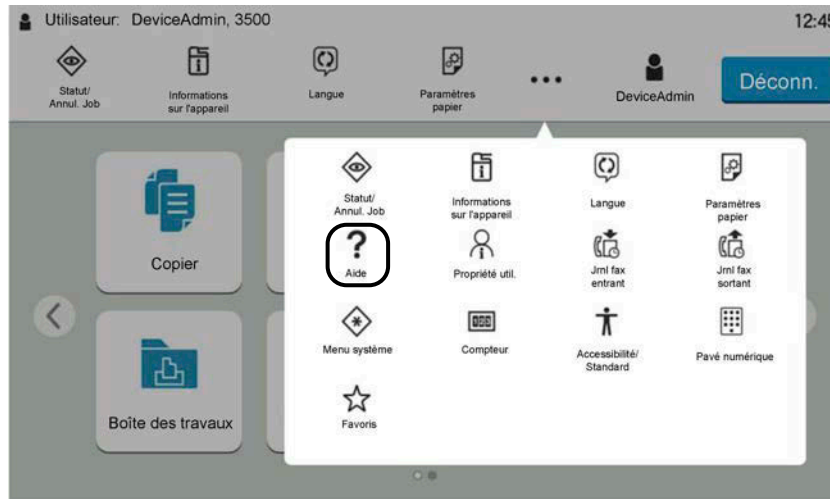 Utilisateur: DeviceAdmin, 3500
12:45
Statut/
Annul. Job
Informations
sur l'appareil
Langue
Paramètres
papier
DeviceAdmin
Déconn.
Statut/
Annul. Job
Informations
sur l'appareil
Langue
Paramètres
papier
Aide
Propriété util.
Jrnl fax
entrant
Jrnl fax
sortant
Menu système
Compteur
Accessibilité/
Standard
Pavé numérique
Favoris
Copier
Boîte des travaux